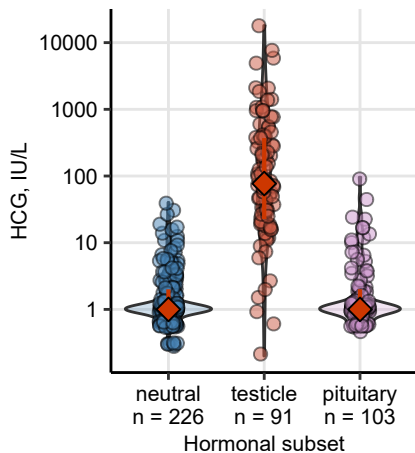 HCG, IU/L
10000
1000
100
10
1
neutral
n = 226
testicle
n = 91
pituitary
n = 103
Hormonal subset